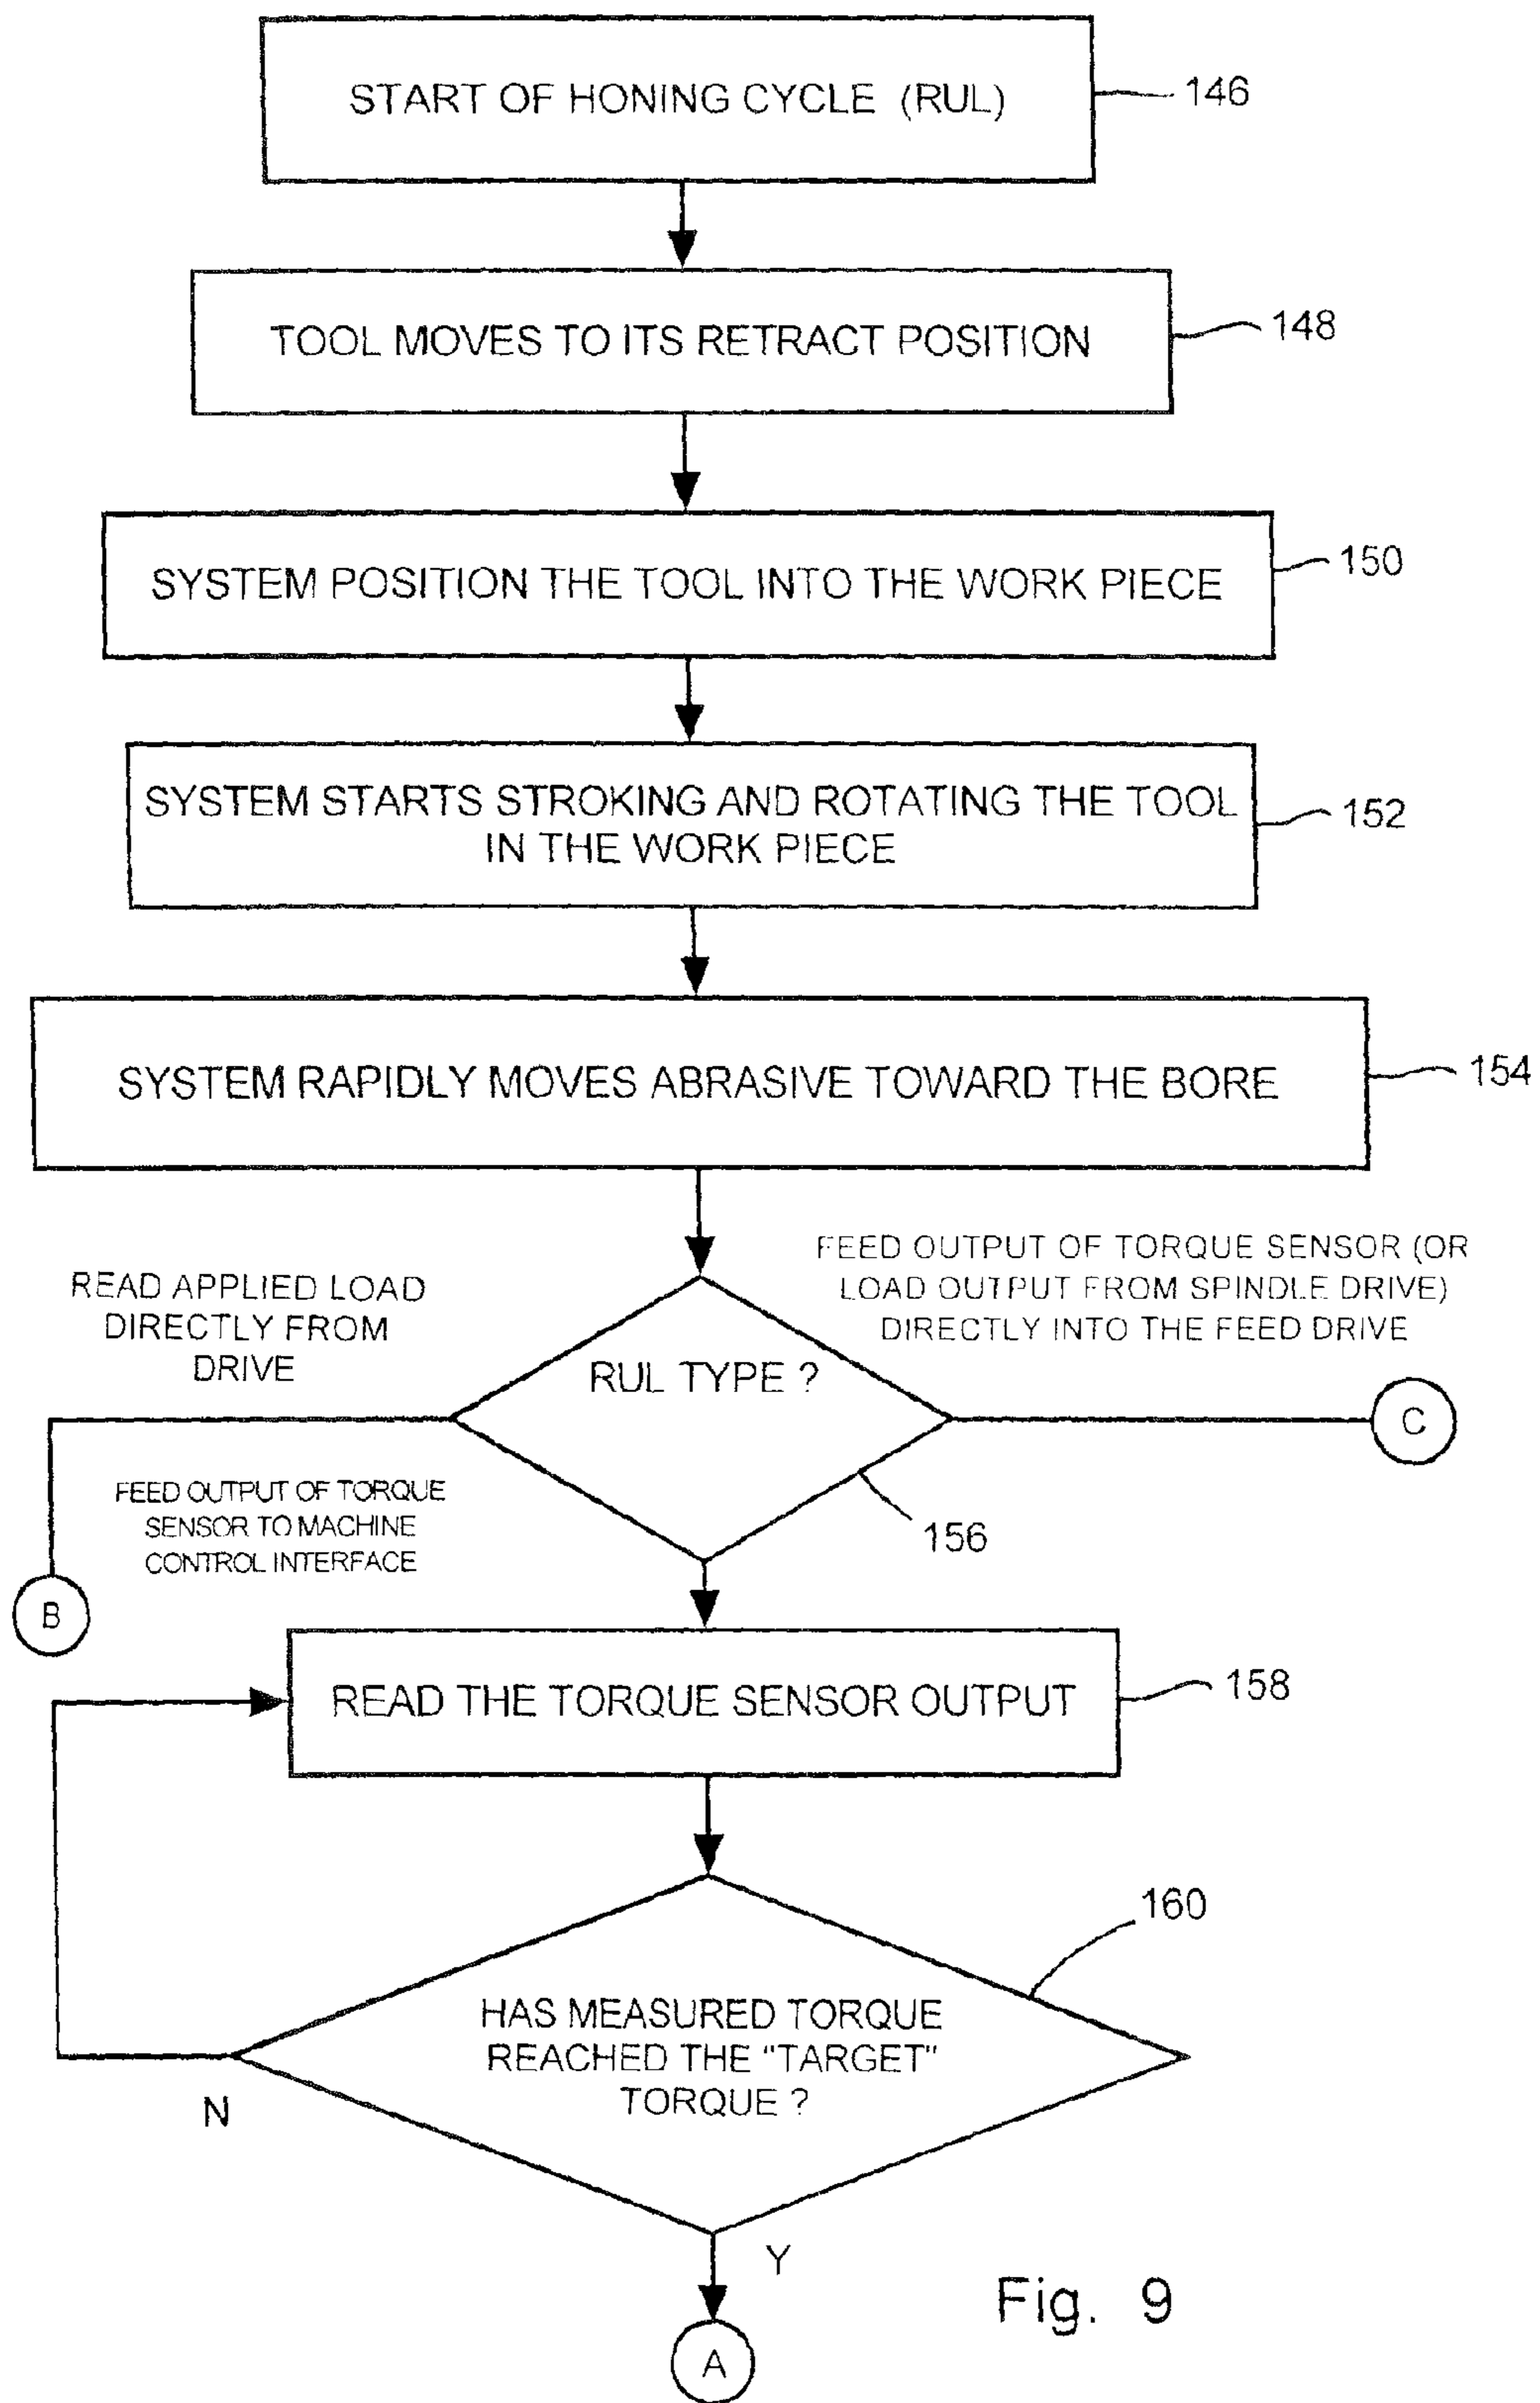 START OF HONING CYCLE (RUL)
146
TOOL MOVES TO ITS RETRACT POSITION
148
SYSTEM POSITION THE TOOL INTO THE WORK PIECE
150
SYSTEM STARTS STROKING AND ROTATING THE TOOL
IN THE WORK PIECE
152
SYSTEM RAPIDLY MOVES ABRASIVE TOWARD THE BORE
154
READ APPLIED LOAD
DIRECTLY FROM
DRIVE
FEED OUTPUT OF TORQUE SENSOR (OR
LOAD OUTPUT FROM SPINDLE DRIVE)
DIRECTLY INTO THE FEED DRIVE
RUL TYPE ?
C
FEED OUTPUT OF TORQUE
SENSOR TO MACHINE
CONTROL INTERFACE
156
B
READ THE TORQUE SENSOR OUTPUT
158
160
HAS MEASURED TORQUE
REACHED THE "TARGET"
TORQUE ?
N
Y
A
Fig. 9